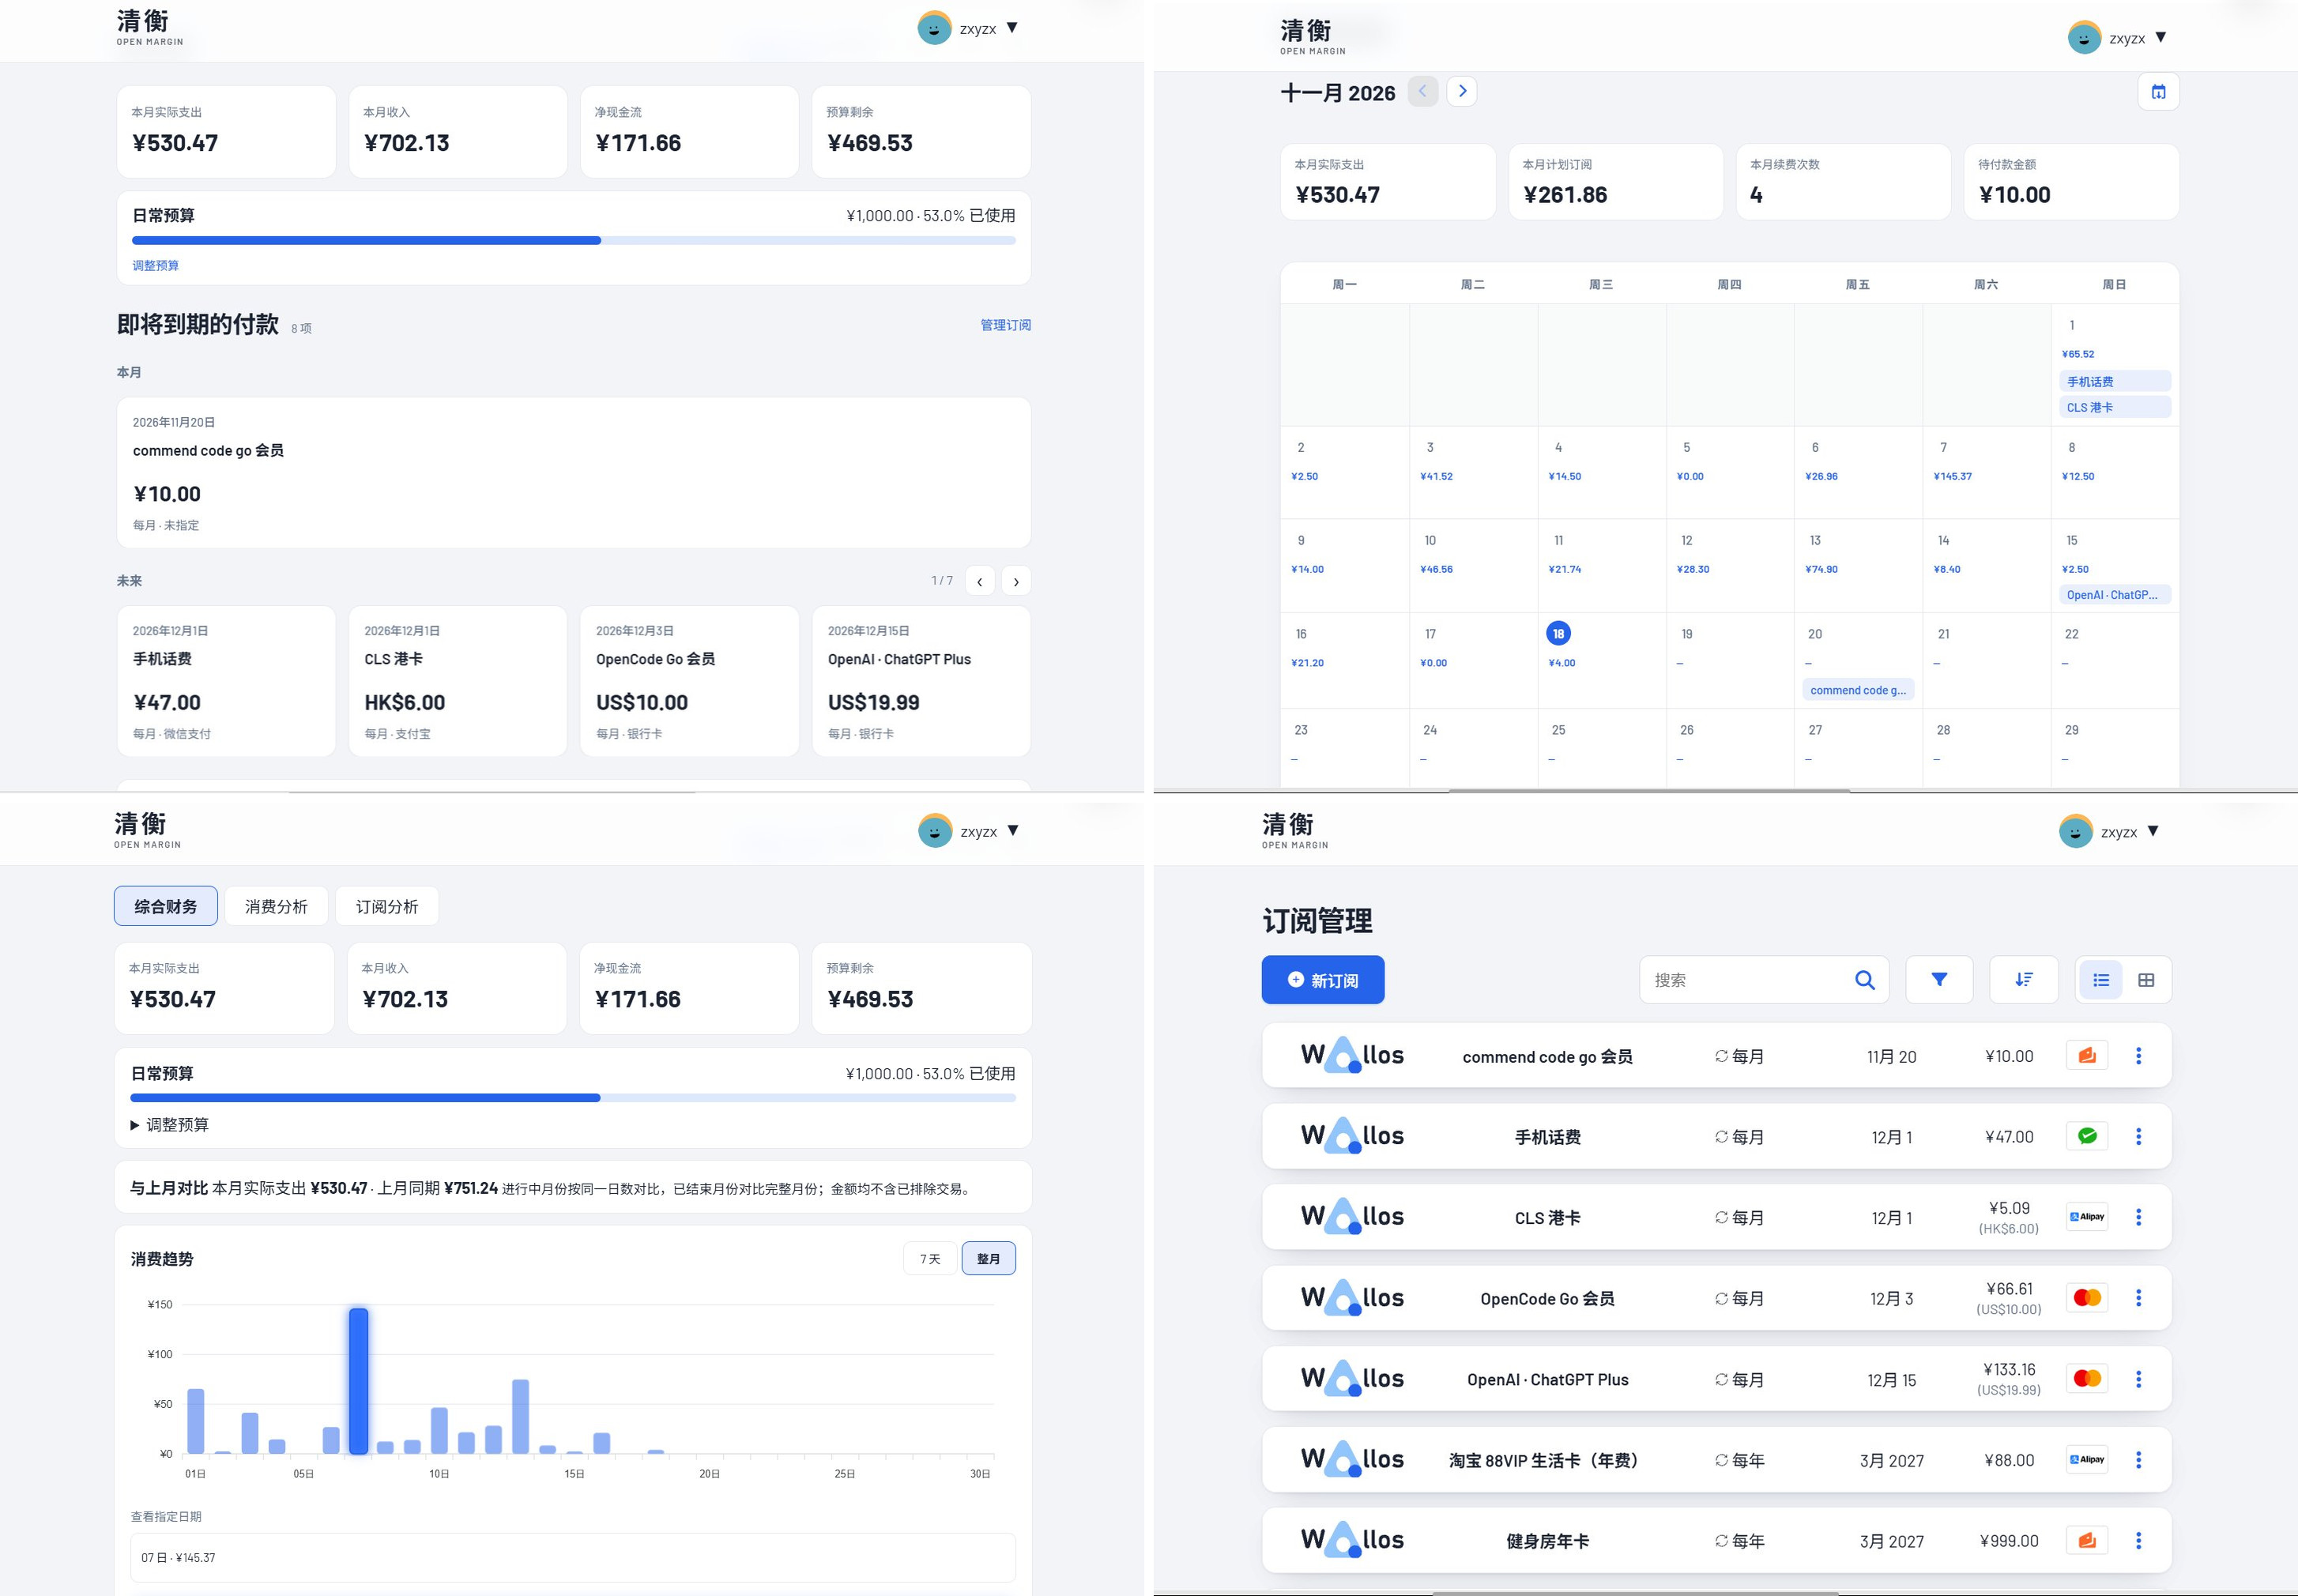 清衡
OPEN MARGIN
zxyzx ▼
本月实际支出
¥530.47
本月收入
¥702.13
净现金流
¥171.66
预算剩余
¥469.53
日常预算
¥1,000.00 · 53.0% 已使用
调整预算
即将到期的付款 8 项
管理订阅
本月
2026年11月20日
commend code go 会员
¥10.00
每月 · 未指定
未来
1 / 7
2026年12月1日
手机话费
¥47.00
每月 · 微信支付
2026年12月1日
CLS 港卡
HK$6.00
每月 · 支付宝
2026年12月3日
OpenCode Go 会员
US$10.00
每月 · 银行卡
2026年12月15日
OpenAI · ChatGPT Plus
US$19.99
每月 · 银行卡
清衡
OPEN MARGIN
zxyzx ▼
十一月 2026
本月实际支出
¥530.47
本月计划订阅
¥261.86
本月续费次数
4
待付款金额
¥10.00
周一 周二 周三 周四 周五 周六 周日
1
¥65.52
手机话费
CLS 港卡
2 3 4 5 6 7 8
¥2.50 ¥41.52 ¥14.50 ¥0.00 ¥26.96 ¥145.37 ¥12.50
9 10 11 12 13 14 15
¥14.00 ¥46.56 ¥21.74 ¥28.30 ¥74.90 ¥8.40 ¥2.50
OpenAI · ChatGP...
16 17 18 19 20 21 22
¥21.20 ¥0.00 ¥4.00 – – – –
commend code g...
23 24 25 26 27 28 29
– – – – – – –
清衡
OPEN MARGIN
zxyzx ▼
综合财务 消费分析 订阅分析
本月实际支出
¥530.47
本月收入
¥702.13
净现金流
¥171.66
预算剩余
¥469.53
日常预算
¥1,000.00 · 53.0% 已使用
▶ 调整预算
与上月对比 本月实际支出 ¥530.47 · 上月同期 ¥751.24 进行中月份按同一日数对比，已结束月份对比完整月份；金额均不含已排除交易。
消费趋势
7 天 整月
¥150
¥100
¥50
¥0
01日 05日 10日 15日 20日 25日 30日
查看指定日期
07 日 · ¥145.37
清衡
OPEN MARGIN
zxyzx ▼
订阅管理
新订阅
搜索
Wallos commend code go 会员 每月 11月 20 ¥10.00
Wallos 手机话费 每月 12月 1 ¥47.00
Wallos CLS 港卡 每月 12月 1 ¥5.09 (HK$6.00) Alipay
Wallos OpenCode Go 会员 每月 12月 3 ¥66.61 (US$10.00)
Wallos OpenAI · ChatGPT Plus 每月 12月 15 ¥133.16 (US$19.99)
Wallos 淘宝 88VIP 生活卡（年费） 每年 3月 2027 ¥88.00 Alipay
Wallos 健身房年卡 每年 3月 2027 ¥999.00